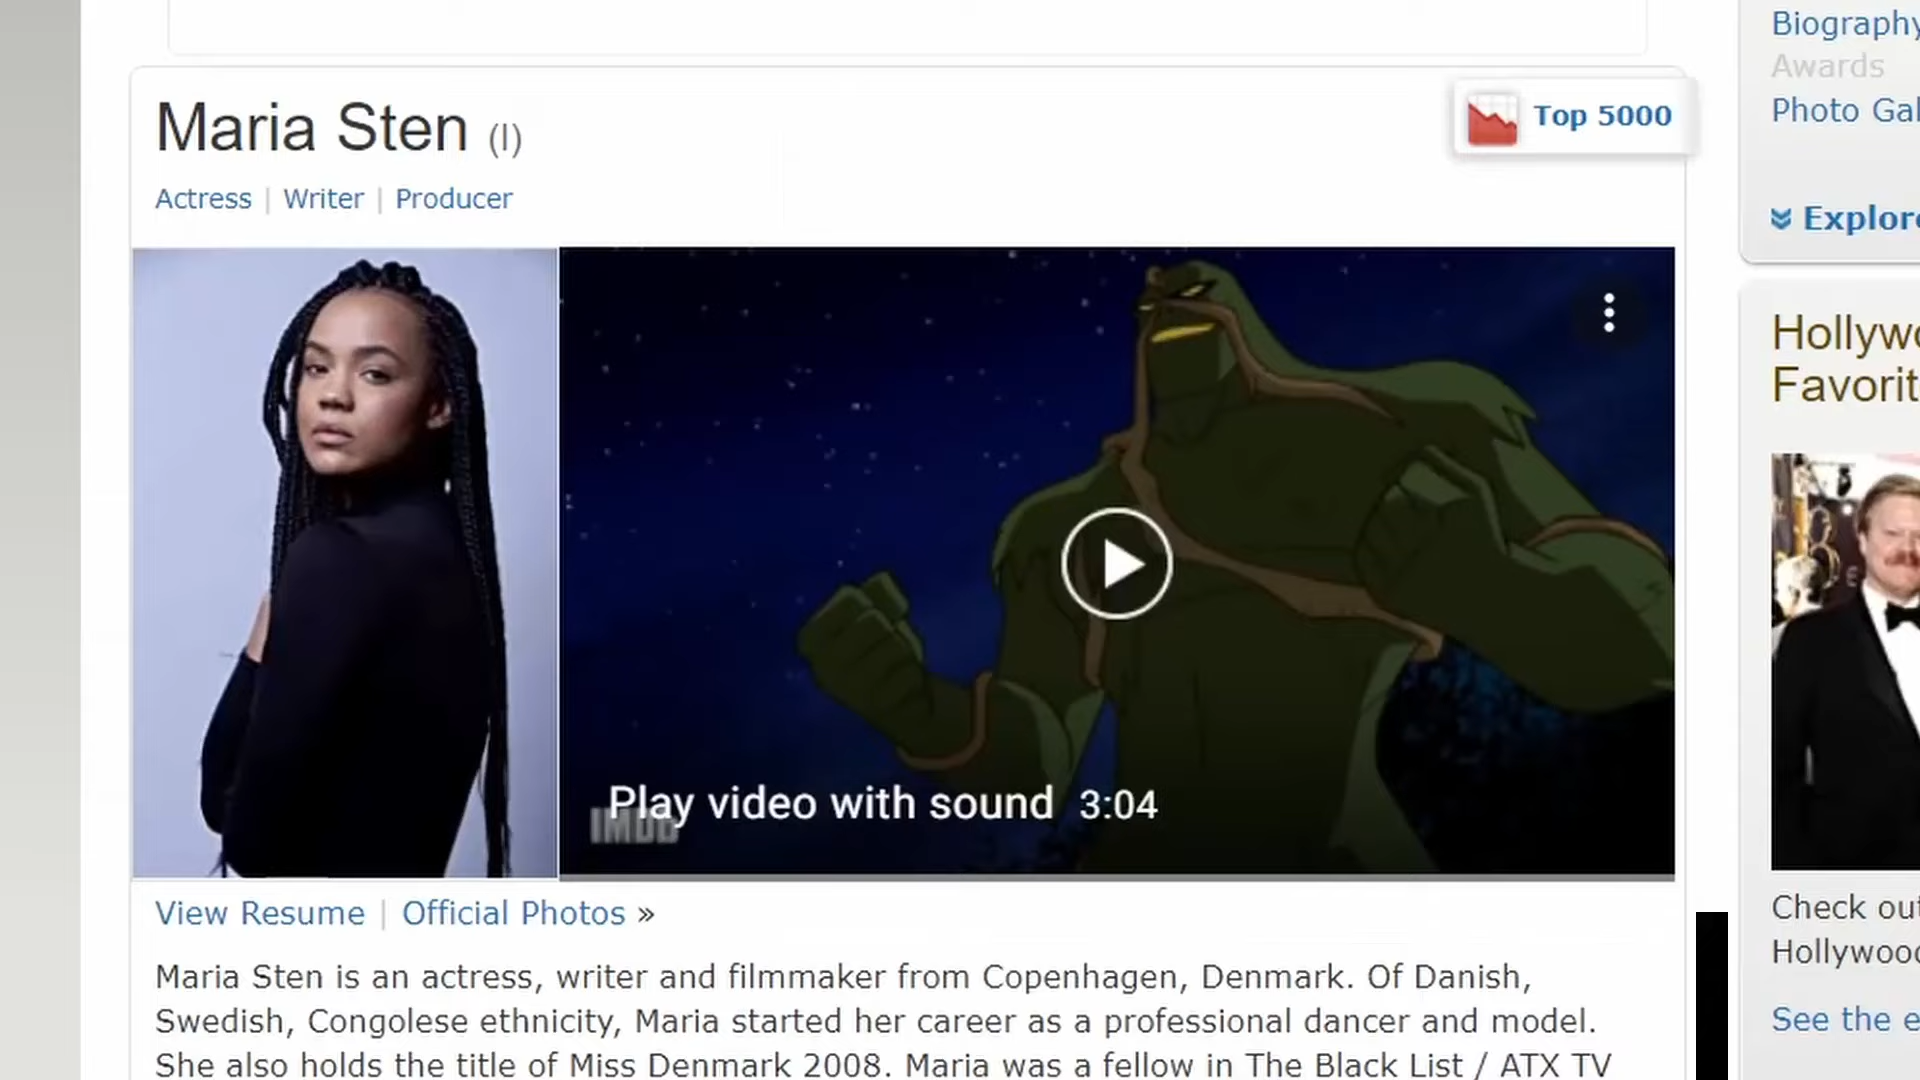 Biography
Awards
Photo Gal
Explore
Maria Sten (I)
Top 5000
Actress | Writer | Producer
Play video with sound 3:04
IMDb
View Resume | Official Photos »
Maria Sten is an actress, writer and filmmaker from Copenhagen, Denmark. Of Danish,
Swedish, Congolese ethnicity, Maria started her career as a professional dancer and model.
She also holds the title of Miss Denmark 2008. Maria was a fellow in The Black List / ATX TV
Hollywo
Favorit
Check out
Hollywood
See the e